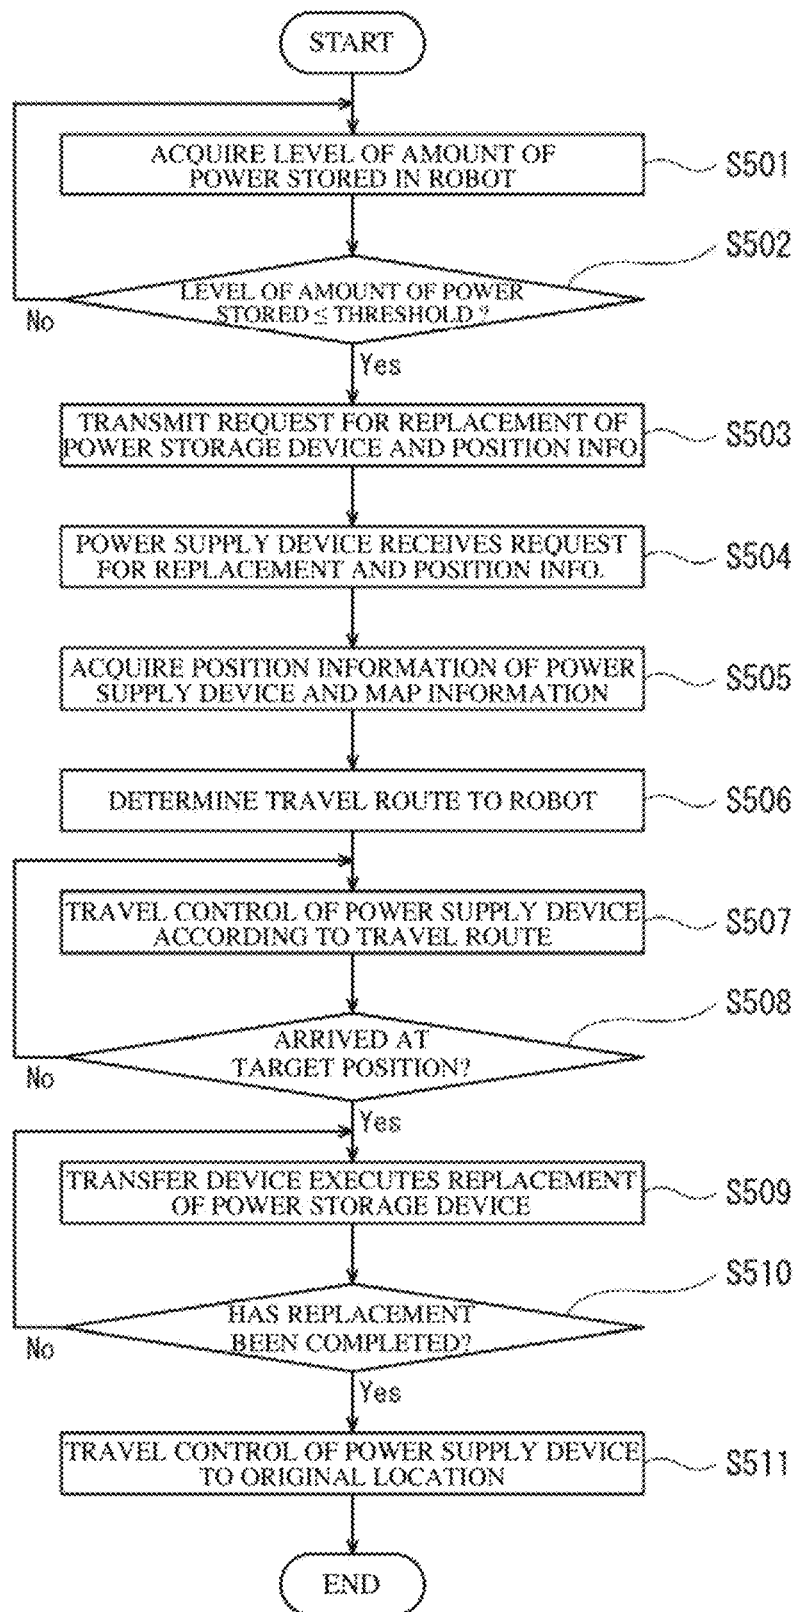 START
ACQUIRE LEVEL OF AMOUNT OF
POWER STORED IN ROBOT
S501
S502
LEVEL OF AMOUNT OF POWER
STORED ≤ THRESHOLD ?
No
Yes
TRANSMIT REQUEST FOR REPLACEMENT OF
POWER STORAGE DEVICE AND POSITION INFO
S503
POWER SUPPLY DEVICE RECEIVES REQUEST
FOR REPLACEMENT AND POSITION INFO.
S504
ACQUIRE POSITION INFORMATION OF POWER
SUPPLY DEVICE AND MAP INFORMATION
S505
DETERMINE TRAVEL ROUTE TO ROBOT
S506
TRAVEL CONTROL OF POWER SUPPLY DEVICE
ACCORDING TO TRAVEL ROUTE
S507
S508
ARRIVED AT
TARGET POSITION?
No
Yes
TRANSFER DEVICE EXECUTES REPLACEMENT
OF POWER STORAGE DEVICE
S509
S510
HAS REPLACEMENT
BEEN COMPLETED?
No
Yes
TRAVEL CONTROL OF POWER SUPPLY DEVICE
TO ORIGINAL LOCATION
S511
END